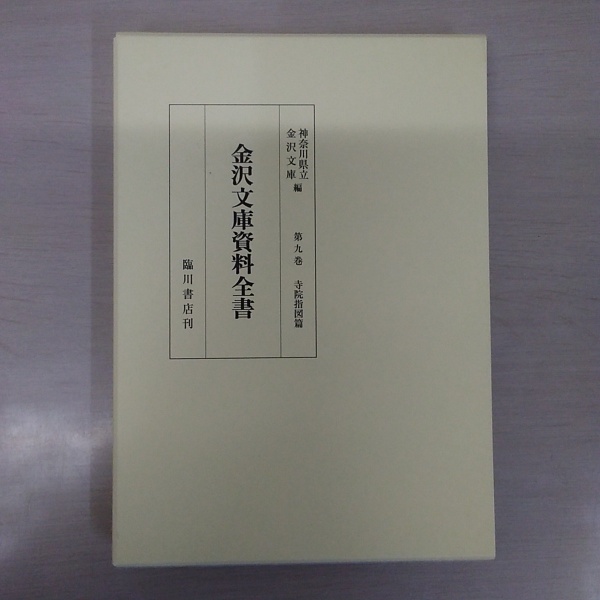 神奈川県立
金沢文庫 編
第九巻 寺院指図篇
金沢文庫資料全書
臨川書店刊